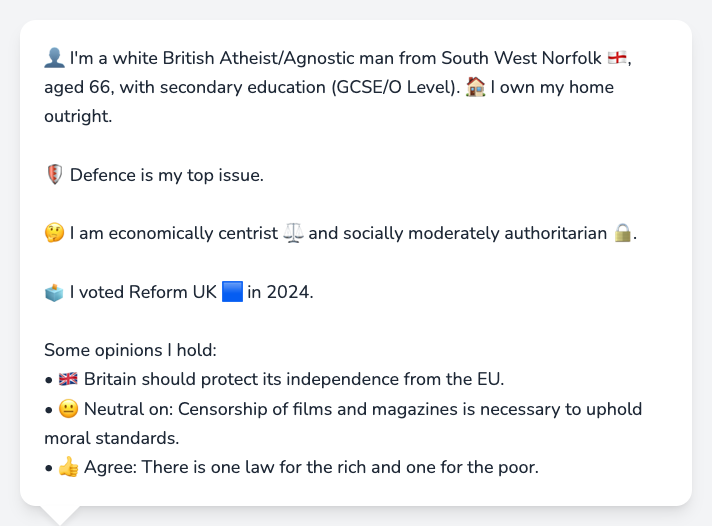 👤 I'm a white British Atheist/Agnostic man from South West Norfolk 🏴󠁧󠁢󠁥󠁮󠁧󠁿,
aged 66, with secondary education (GCSE/O Level). 🏠 I own my home
outright.
🛡️ Defence is my top issue.
🤔 I am economically centrist ⚖️ and socially moderately authoritarian 🔒.
🗳️ I voted Reform UK 🟦 in 2024.
Some opinions I hold:
• 🇬🇧 Britain should protect its independence from the EU.
• 😐 Neutral on: Censorship of films and magazines is necessary to uphold
moral standards.
• 👍 Agree: There is one law for the rich and one for the poor.